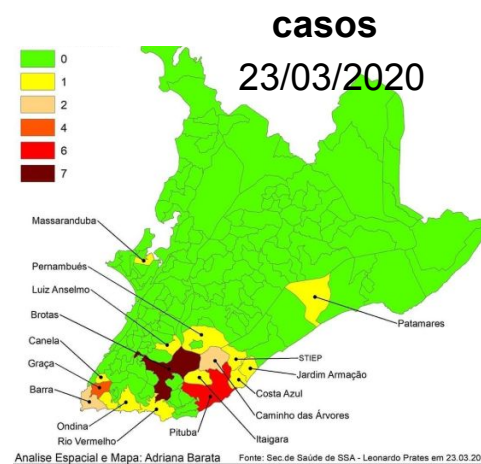 casos
23/03/2020
0
1
2
4
6
7
Massaranduba
Pernambués
Luiz Anselmo
Brotas
Canela
Graça
Barra
Ondina
Rio Vermelho
Pituba
Itaigara
Caminho das Árvores
Costa Azul
Jardim Armação
STIEP
Patamares
Analise Espacial e Mapa: Adriana Barata
Fonte: Sec.de Saúde de SSA - Leonardo Prates em 23.03.20